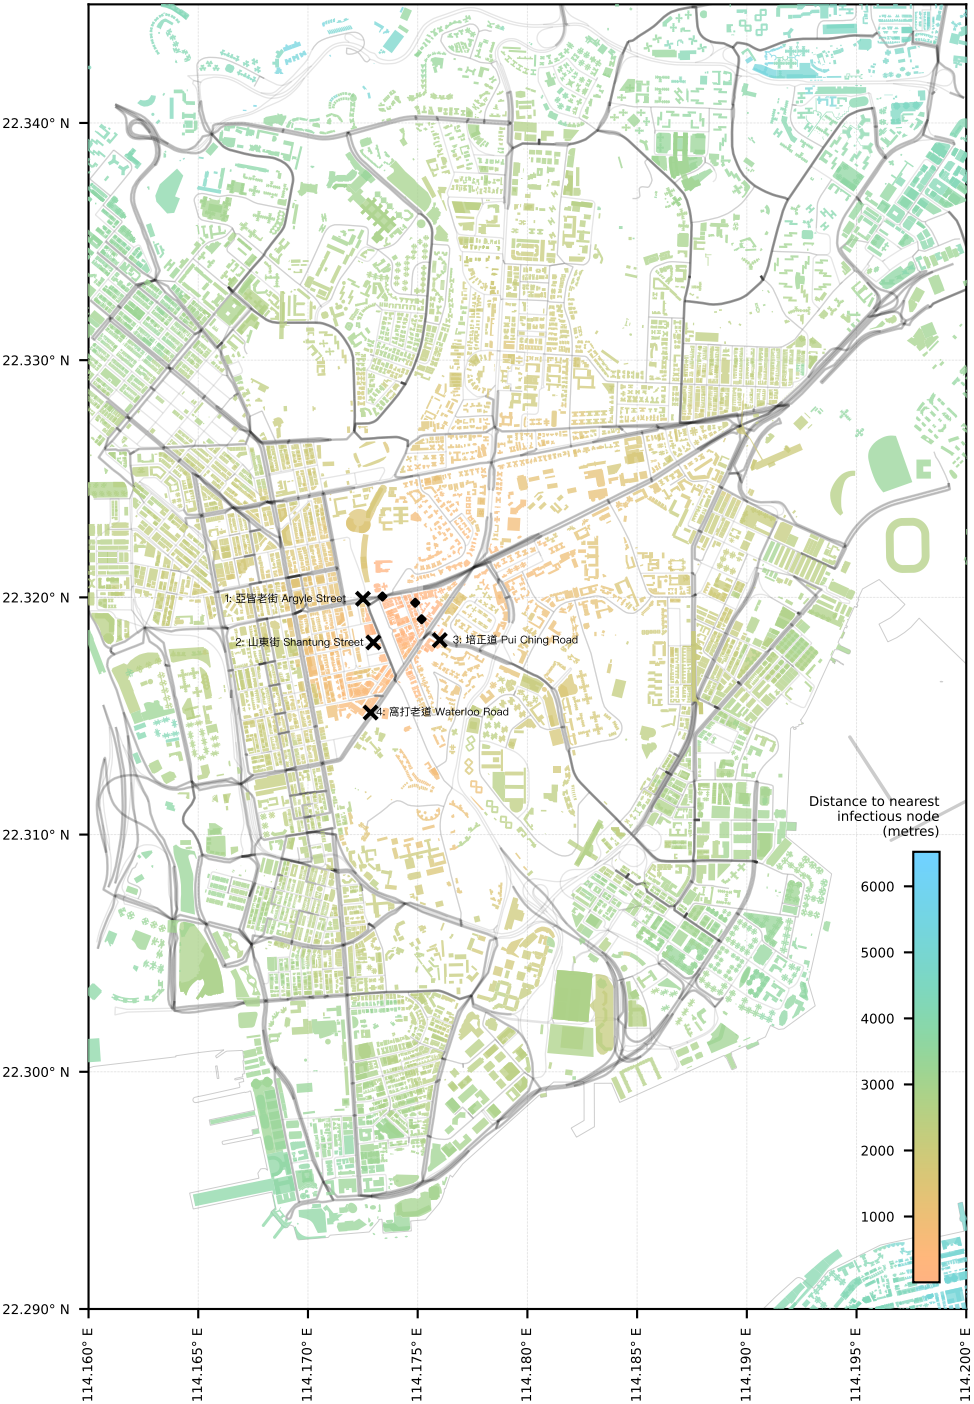 22.340° N
22.330° N
22.320° N
22.310° N
22.300° N
22.290° N
1: 亞皆老街 Argyle Street
2: 山東街 Shantung Street
3: 培正道 Pui Ching Road
4: 窩打老道 Waterloo Road
Distance to nearest
infectious node
(metres)
6000
5000
4000
3000
2000
1000
114.160° E
114.165° E
114.170° E
114.175° E
114.180° E
114.185° E
114.190° E
114.195° E
114.200° E